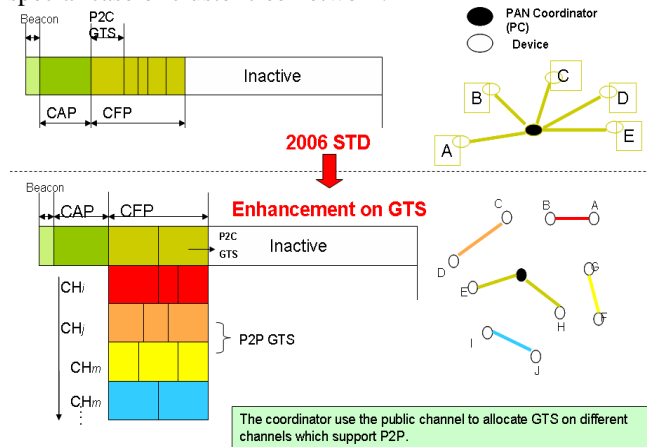 Beacon
P2C
GTS
PAN Coordinator
(PC)
Device
Inactive
CAP
CFP
A
B
C
D
E
2006 STD
Beacon
CAP
CFP
Enhancement on GTS
P2C
GTS
Inactive
CHi
CHj
CHm
CHm
P2P GTS
C
B
A
D
E
G
H
F
I
J
The coordinator use the public channel to allocate GTS on different
channels which support P2P.